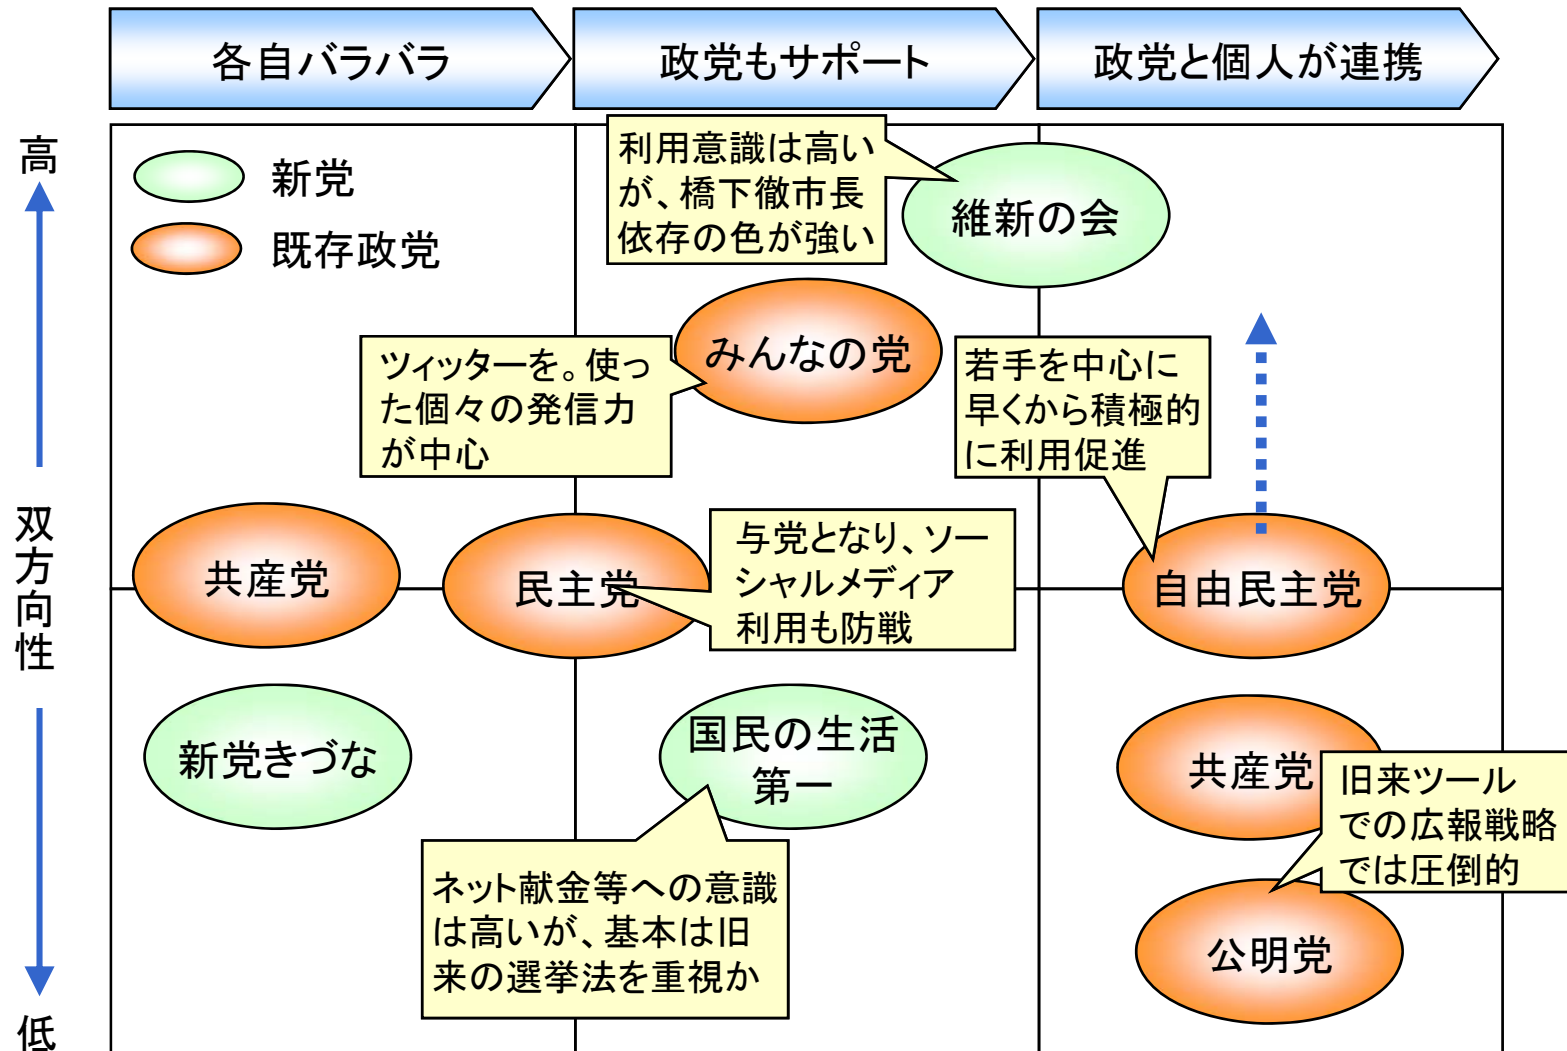 各自バラバラ
政党もサポート
政党と個人が連携
高
双方向性
低
新党
既存政党
利用意識は高い
が、橋下徹市長
依存の色が強い
維新の会
みんなの党
ツィッターを。使っ
た個々の発信力
が中心
若手を中心に
早くから積極的
に利用促進
共産党
民主党
与党となり、ソー
シャルメディア
利用も防戦
自由民主党
新党きづな
国民の生活
第一
共産党
旧来ツール
での広報戦略
では圧倒的
ネット献金等への意識
は高いが、基本は旧
来の選挙法を重視か
公明党